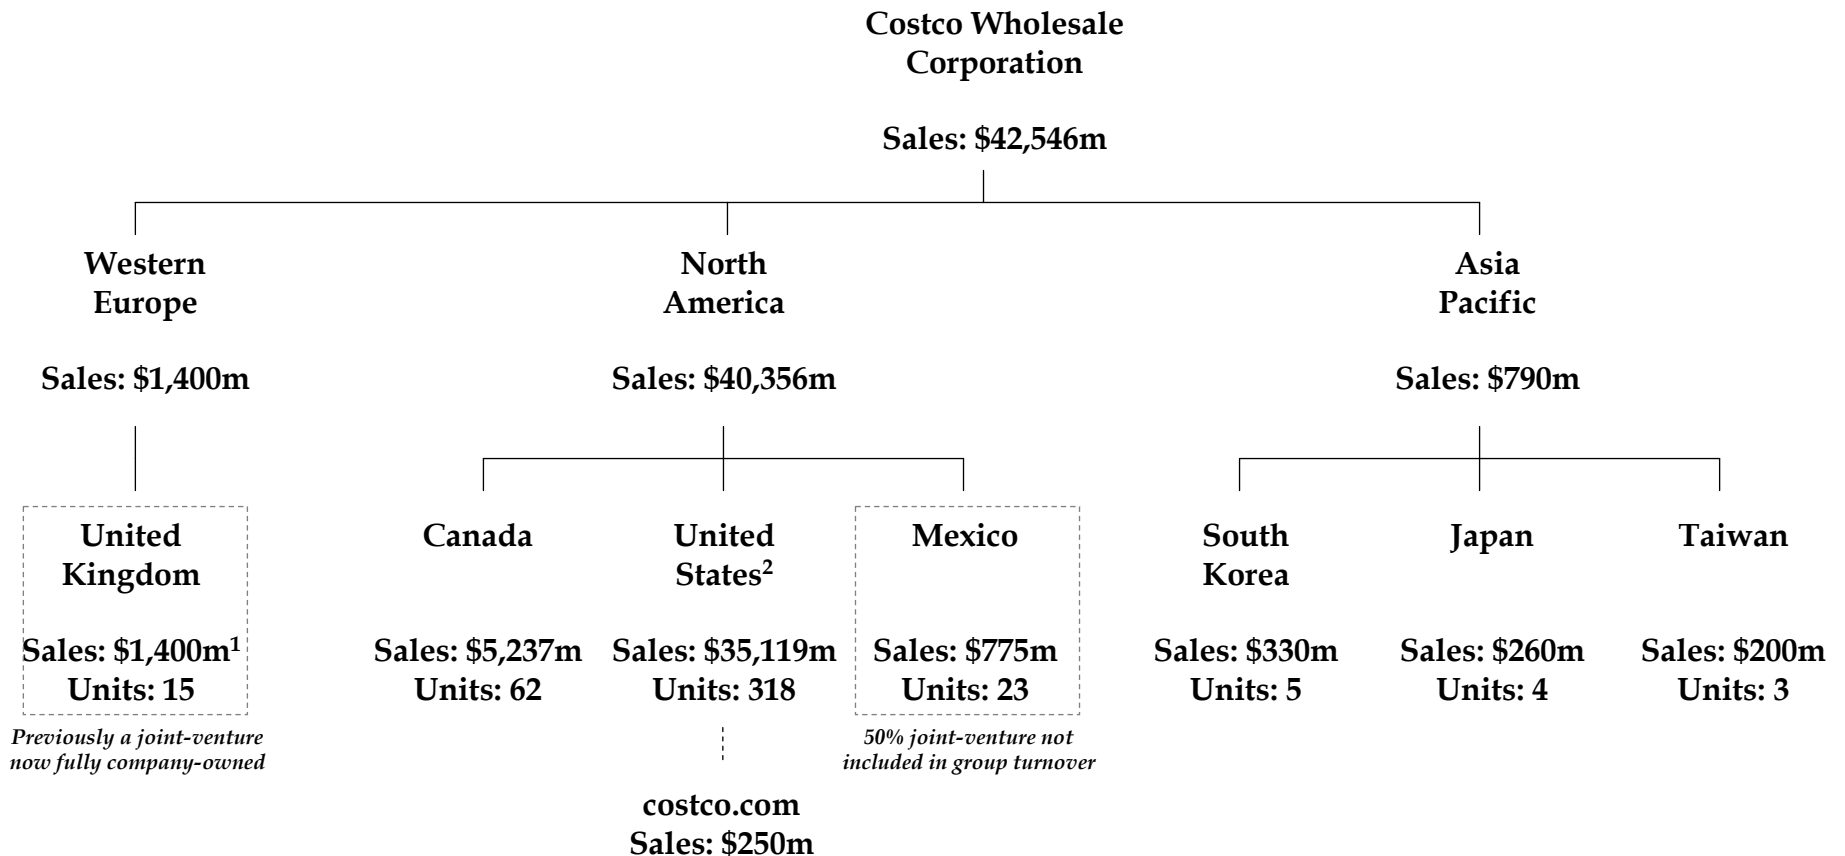 Costco Wholesale
Corporation
Sales: $42,546m
Western
Europe
Sales: $1,400m
North
America
Sales: $40,356m
Asia
Pacific
Sales: $790m
United
Kingdom
Sales: $1,400m¹
Units: 15
Previously a joint-venture
now fully company-owned
Canada
Sales: $5,237m
Units: 62
United
States²
Sales: $35,119m
Units: 318
costco.com
Sales: $250m
Mexico
Sales: $775m
Units: 23
50% joint-venture not
included in group turnover
South
Korea
Sales: $330m
Units: 5
Japan
Sales: $260m
Units: 4
Taiwan
Sales: $200m
Units: 3